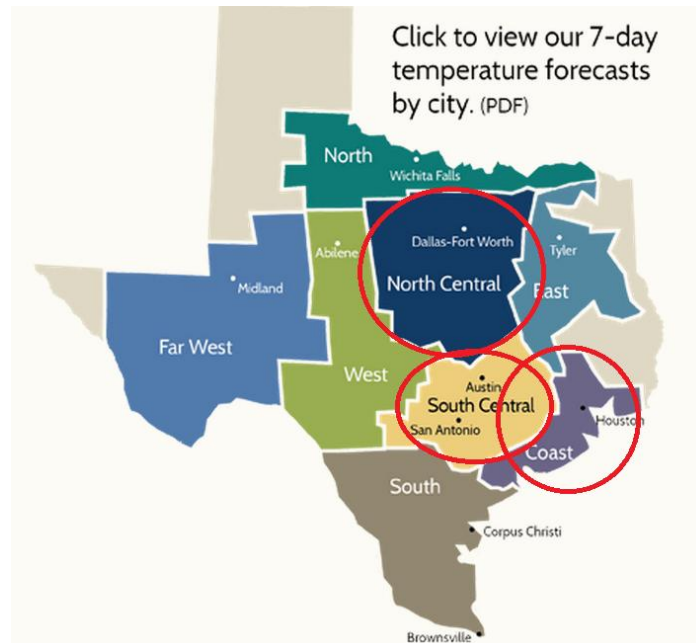 Click to view our 7-day
temperature forecasts
by city. (PDF)
North
Wichita Falls
Dallas-Fort Worth
Abilene
Tyler
Midland
North Central
East
Far West
West
Austin
South Central
San Antonio
Houston
Coast
South
Corpus Christi
Brownsville